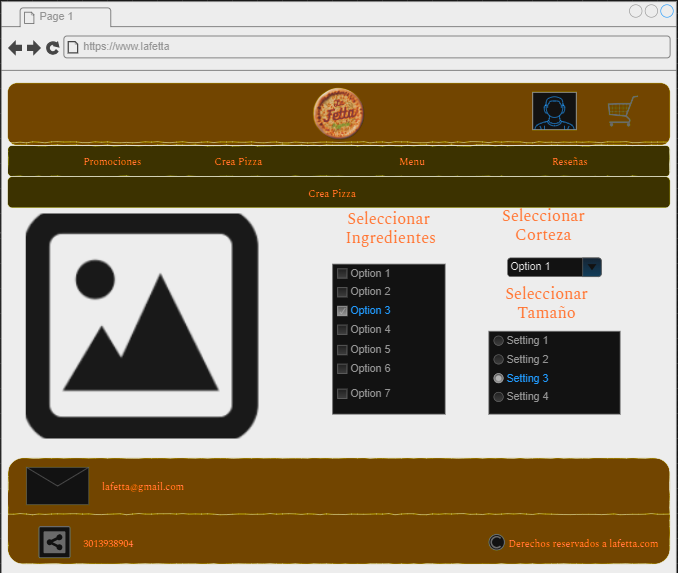 Page 1
https://www.lafetta
La
Fetta
Promociones
Crea Pizza
Menu
Reseñas
Crea Pizza
Seleccionar
Ingredientes
Option 1
Option 2
Option 3
Option 4
Option 5
Option 6
Option 7
Seleccionar
Corteza
Option 1
Seleccionar
Tamaño
Setting 1
Setting 2
Setting 3
Setting 4
lafetta@gmail.com
3013938904
Derechos reservados a lafetta.com